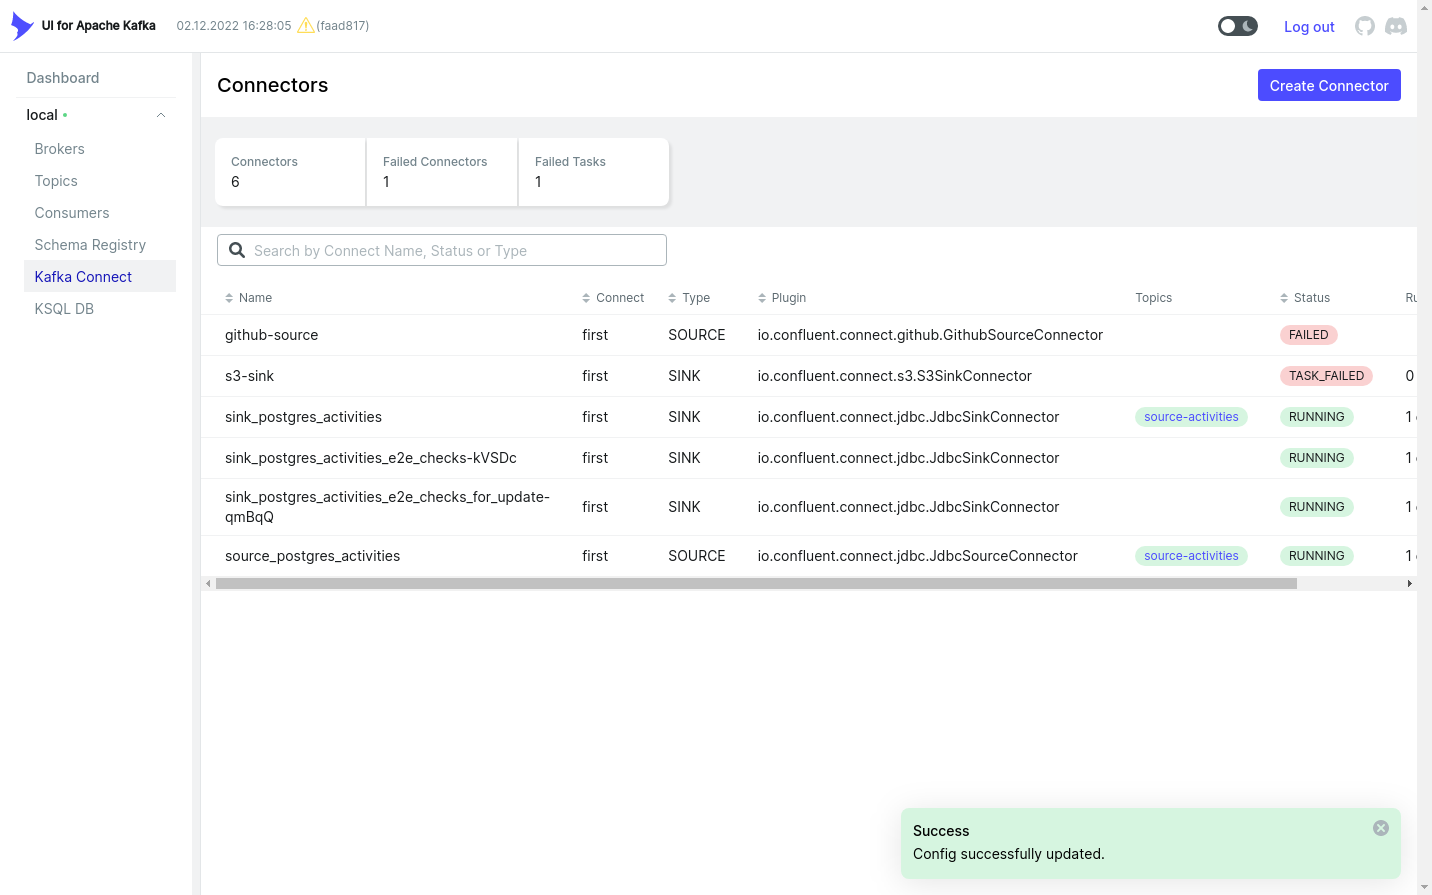 UI for Apache Kafka
02.12.2022 16:28:05 (faad817)
Log out
Dashboard
local
Brokers
Topics
Consumers
Schema Registry
Kafka Connect
KSQL DB
Connectors
Create Connector
Connectors
6
Failed Connectors
1
Failed Tasks
1
Search by Connect Name, Status or Type
Name Connect Type Plugin Topics Status
github-source first SOURCE io.confluent.connect.github.GithubSourceConnector FAILED
s3-sink first SINK io.confluent.connect.s3.S3SinkConnector TASK_FAILED 0
sink_postgres_activities first SINK io.confluent.connect.jdbc.JdbcSinkConnector source-activities RUNNING 1
sink_postgres_activities_e2e_checks-kVSDc first SINK io.confluent.connect.jdbc.JdbcSinkConnector RUNNING 1
sink_postgres_activities_e2e_checks_for_update-
qmBqQ first SINK io.confluent.connect.jdbc.JdbcSinkConnector RUNNING 1
source_postgres_activities first SOURCE io.confluent.connect.jdbc.JdbcSourceConnector source-activities RUNNING 1
Success
Config successfully updated.